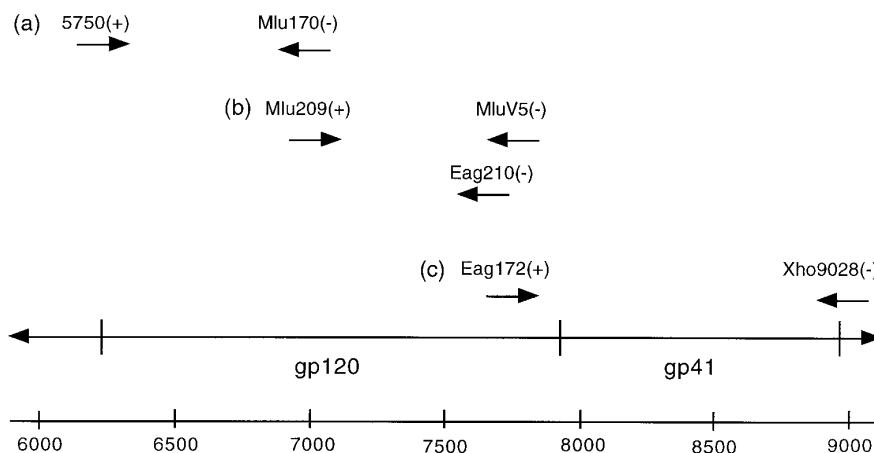 (a) 5750(+) Mlu170(-)
(b) Mlu209(+) MluV5(-)
Eag210(-)
(c) Eag172(+) Xho9028(-)
gp120 gp41
6000 6500 7000 7500 8000 8500 9000